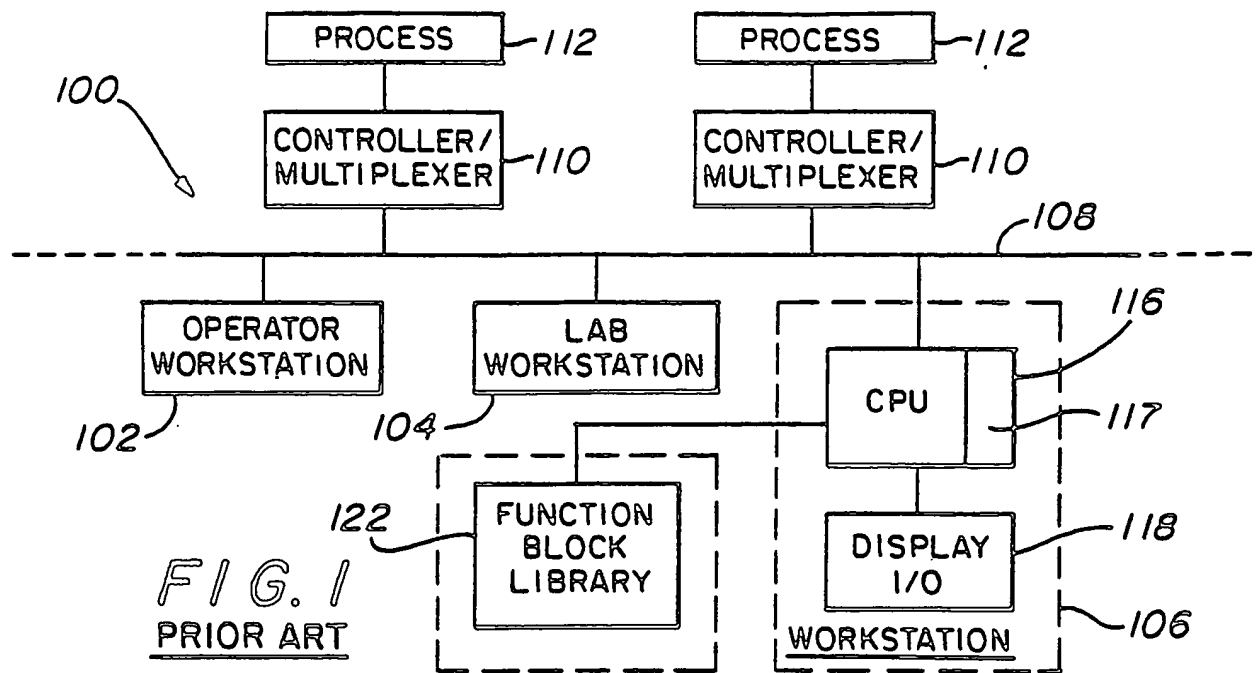 PROCESS
112
PROCESS
112
100
CONTROLLER/
MULTIPLEXER
110
CONTROLLER/
MULTIPLEXER
110
108
OPERATOR
WORKSTATION
102
LAB
WORKSTATION
104
116
CPU
117
FUNCTION
BLOCK
LIBRARY
122
DISPLAY
I/O
118
WORKSTATION
106
FIG. 1
PRIOR ART